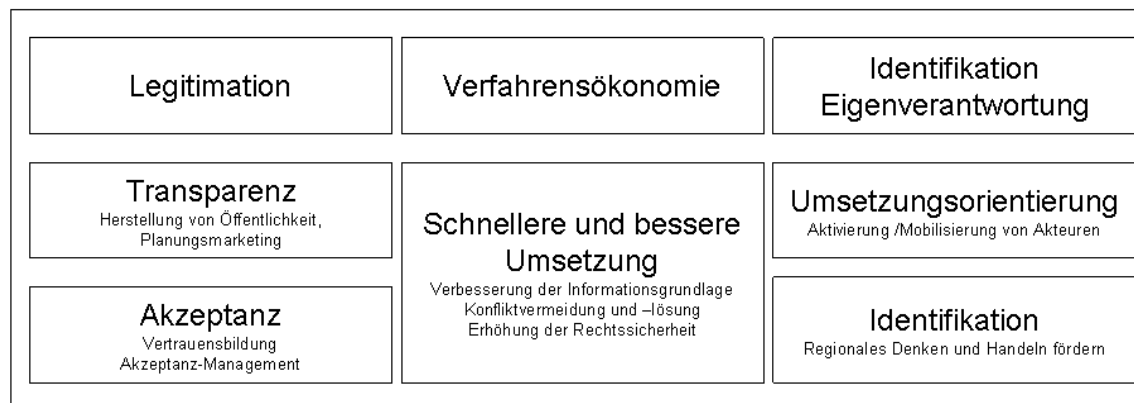 Legitimation
Verfahrensökonomie
Identifikation
Eigenverantwortung
Transparenz
Herstellung von Öffentlichkeit,
Planungsmarketing
Akzeptanz
Vertrauensbildung
Akzeptanz-Management
Schnellere und bessere
Umsetzung
Verbesserung der Informationsgrundlage
Konfliktvermeidung und –lösung
Erhöhung der Rechtssicherheit
Umsetzungsorientierung
Aktivierung /Mobilisierung von Akteuren
Identifikation
Regionales Denken und Handeln fördern